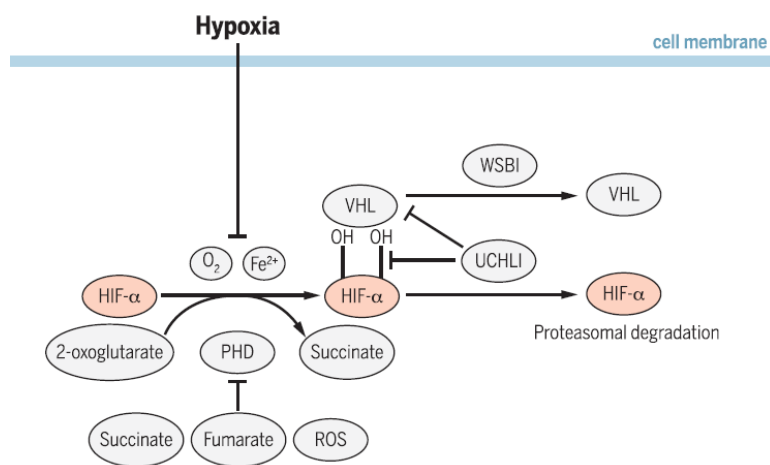 Hypoxia
cell membrane
WSBI
VHL
VHL
OH OH
O2 Fe2+
UCHLI
HIF-α
HIF-α
HIF-α
Proteasomal degradation
2-oxoglutarate
PHD
Succinate
Succinate
Fumarate
ROS